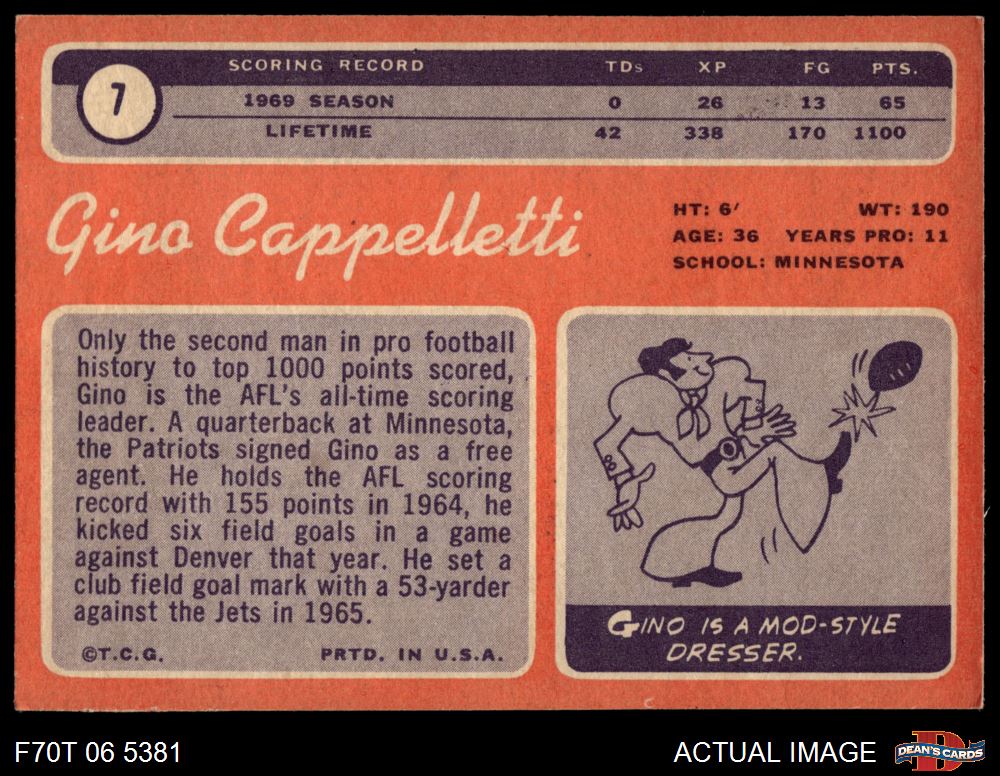 7
SCORING RECORD TDs XP FG PTS.
1969 SEASON 0 26 13 65
LIFETIME 42 338 170 1100
Gino Cappelletti
HT: 6′ WT: 190
AGE: 36 YEARS PRO: 11
SCHOOL: MINNESOTA
Only the second man in pro football
history to top 1000 points scored,
Gino is the AFL's all-time scoring
leader. A quarterback at Minnesota,
the Patriots signed Gino as a free
agent. He holds the AFL scoring
record with 155 points in 1964, he
kicked six field goals in a game
against Denver that year. He set a
club field goal mark with a 53-yarder
against the Jets in 1965.
©T.C.G. PRTD. IN U.S.A.
GINO IS A MOD-STYLE
DRESSER.
F70T 06 5381
ACTUAL IMAGE
DEAN'S CARDS